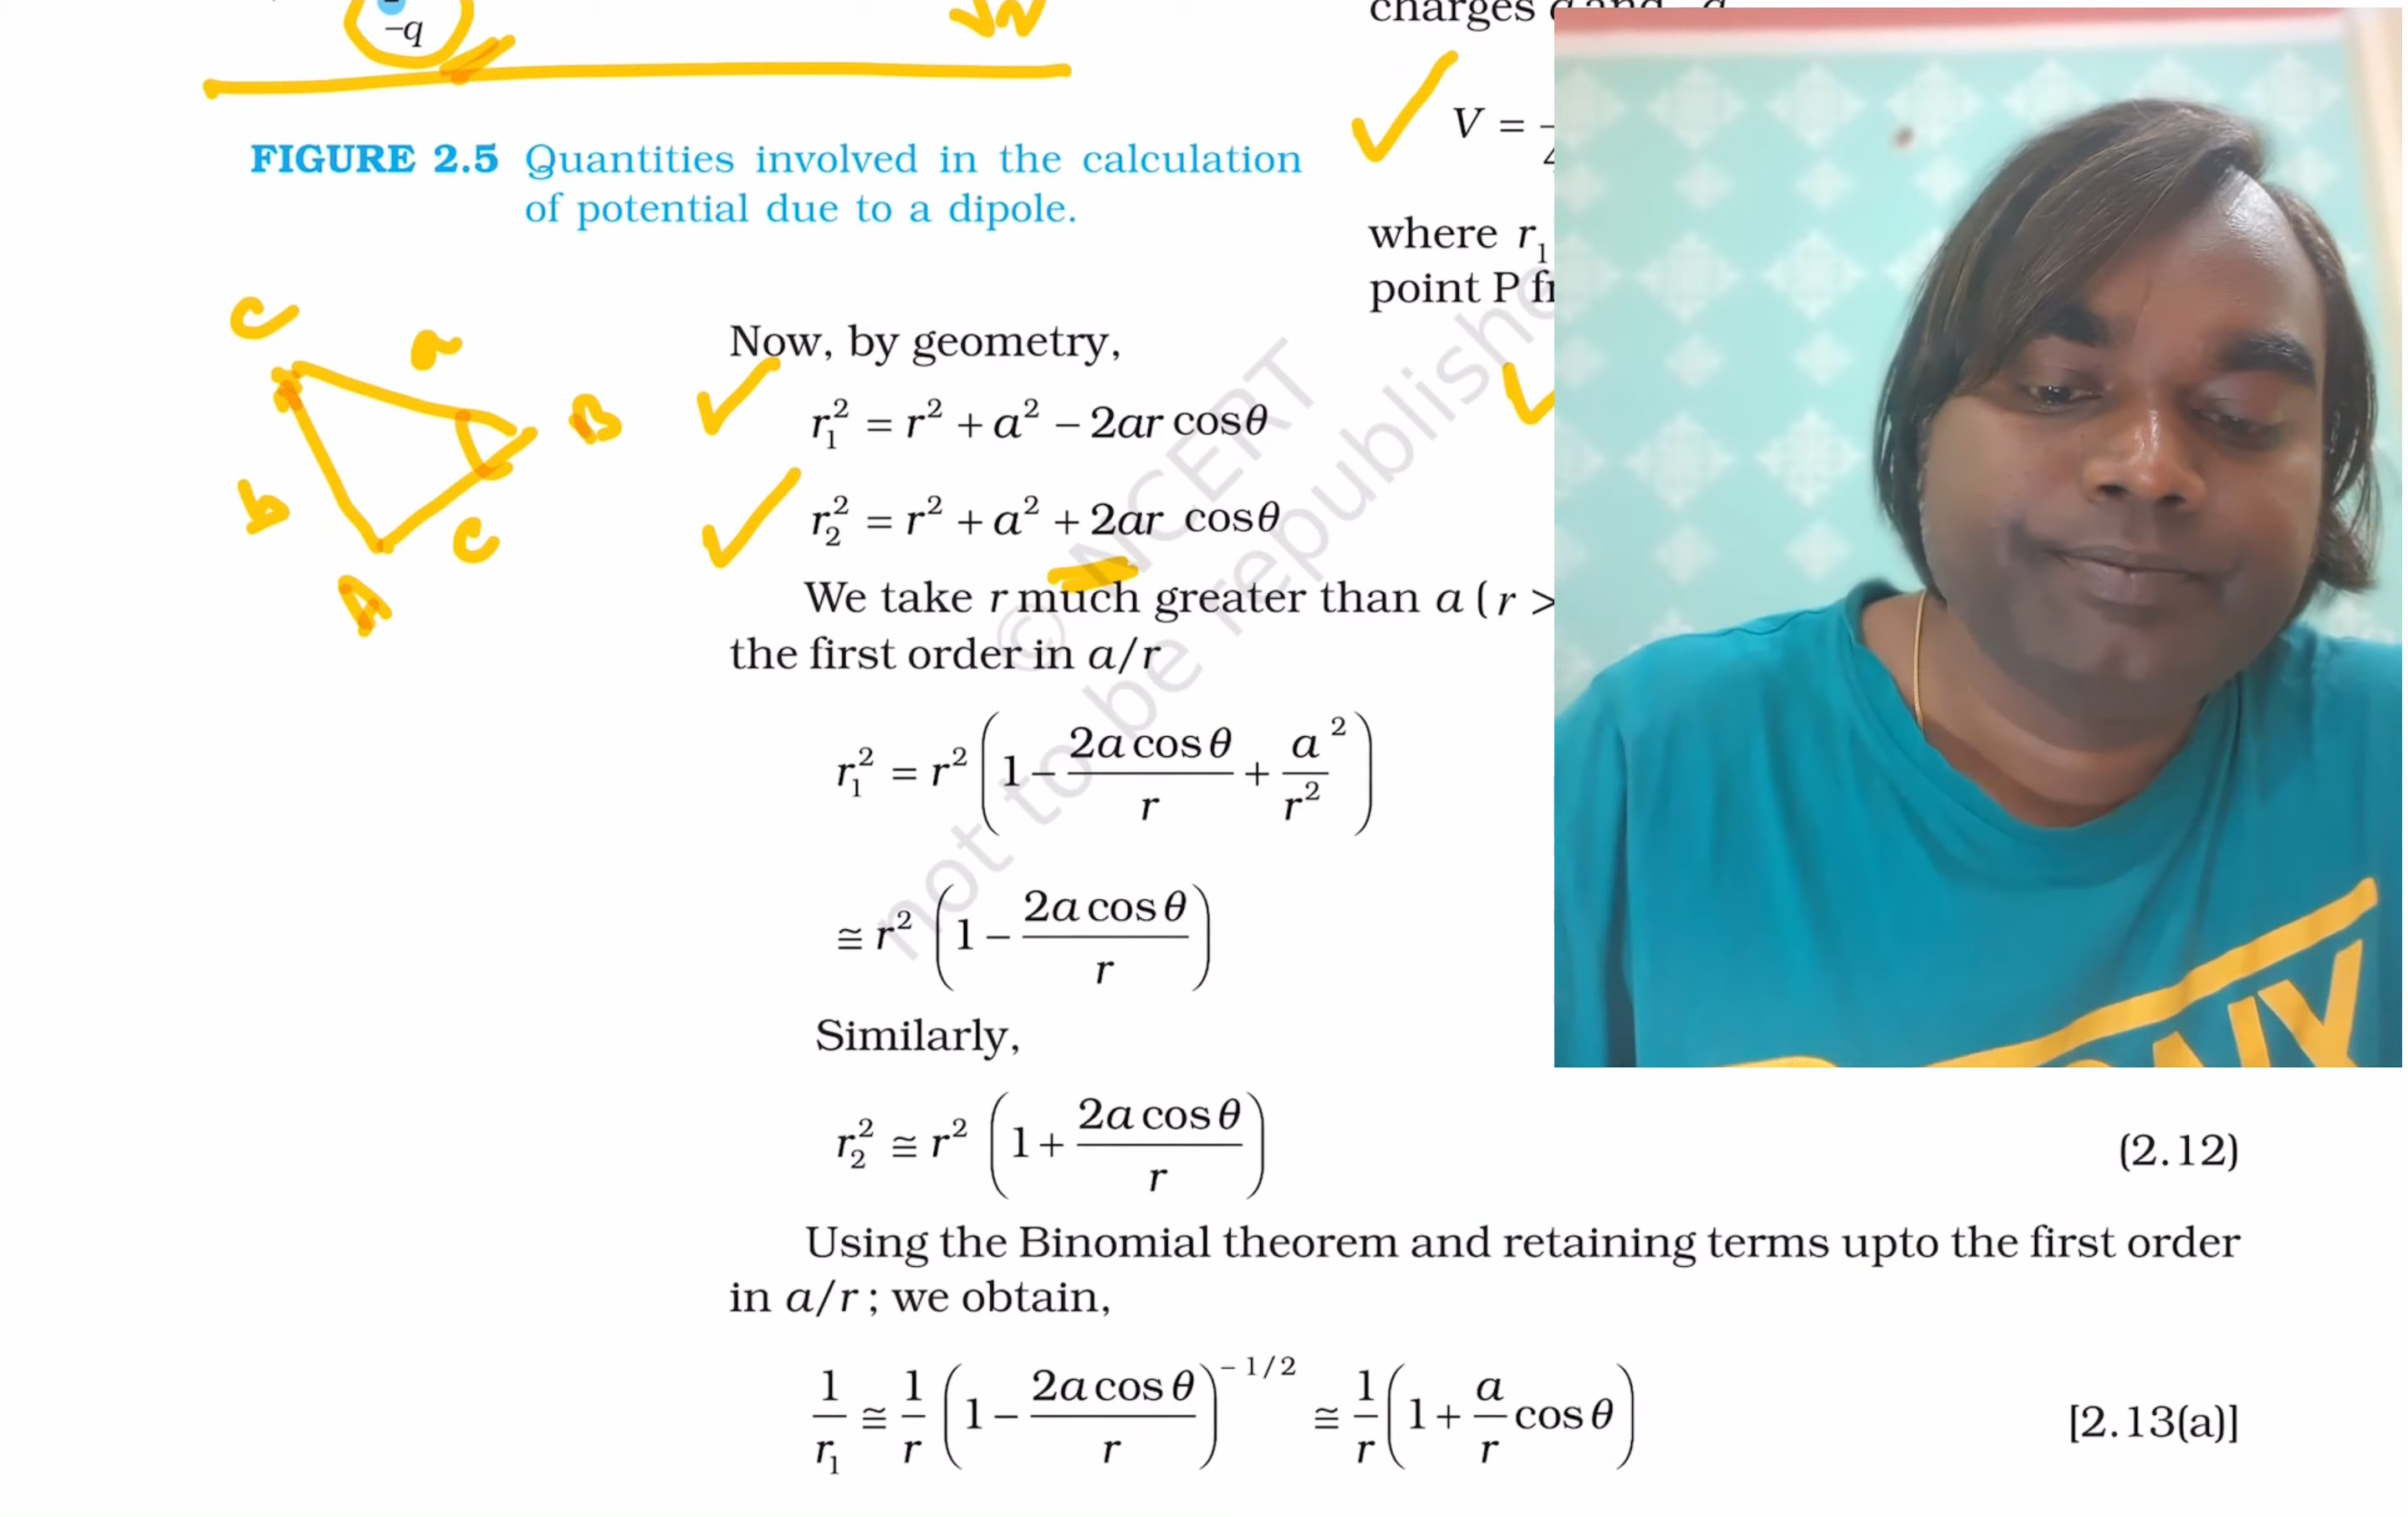 −q
charges
V =
FIGURE 2.5 Quantities involved in the calculation
of potential due to a dipole.
where r₁
point P
Now, by geometry,
r₁² = r² + a² − 2ar cosθ
r₂² = r² + a² + 2ar cosθ
C
a
B
b
c
A
We take r much greater than a (r >
the first order in a/r
r₁² = r² (1 − 2a cosθ/r + a²/r²)
≅ r² (1 − 2a cosθ/r)
Similarly,
r₂² ≅ r² (1 + 2a cosθ/r) (2.12)
Using the Binomial theorem and retaining terms upto the first order
in a/r ; we obtain,
1/r₁ ≅ 1/r (1 − 2a cosθ/r)^(−1/2) ≅ 1/r (1 + a/r cosθ) [2.13(a)]
© NCERT
not to be republishe